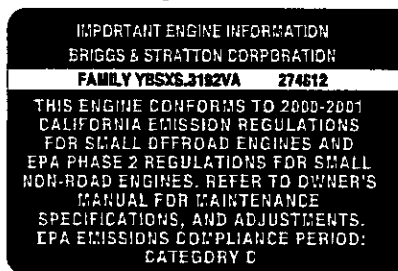 IMPORTANT ENGINE INFORMATION
BRIGGS & STRATTON CORPORATION
FAMILY YBSXS.3192VA 274812
THIS ENGINE CONFORMS TO 2000-2001
CALIFORNIA EMISSION REGULATIONS
FOR SMALL OFFROAD ENGINES AND
EPA PHASE 2 REGULATIONS FOR SMALL
NON-ROAD ENGINES. REFER TO OWNER'S
MANUAL FOR MAINTENANCE
SPECIFICATIONS, AND ADJUSTMENTS.
EPA EMISSIONS COMPLIANCE PERIOD:
CATEGORY C